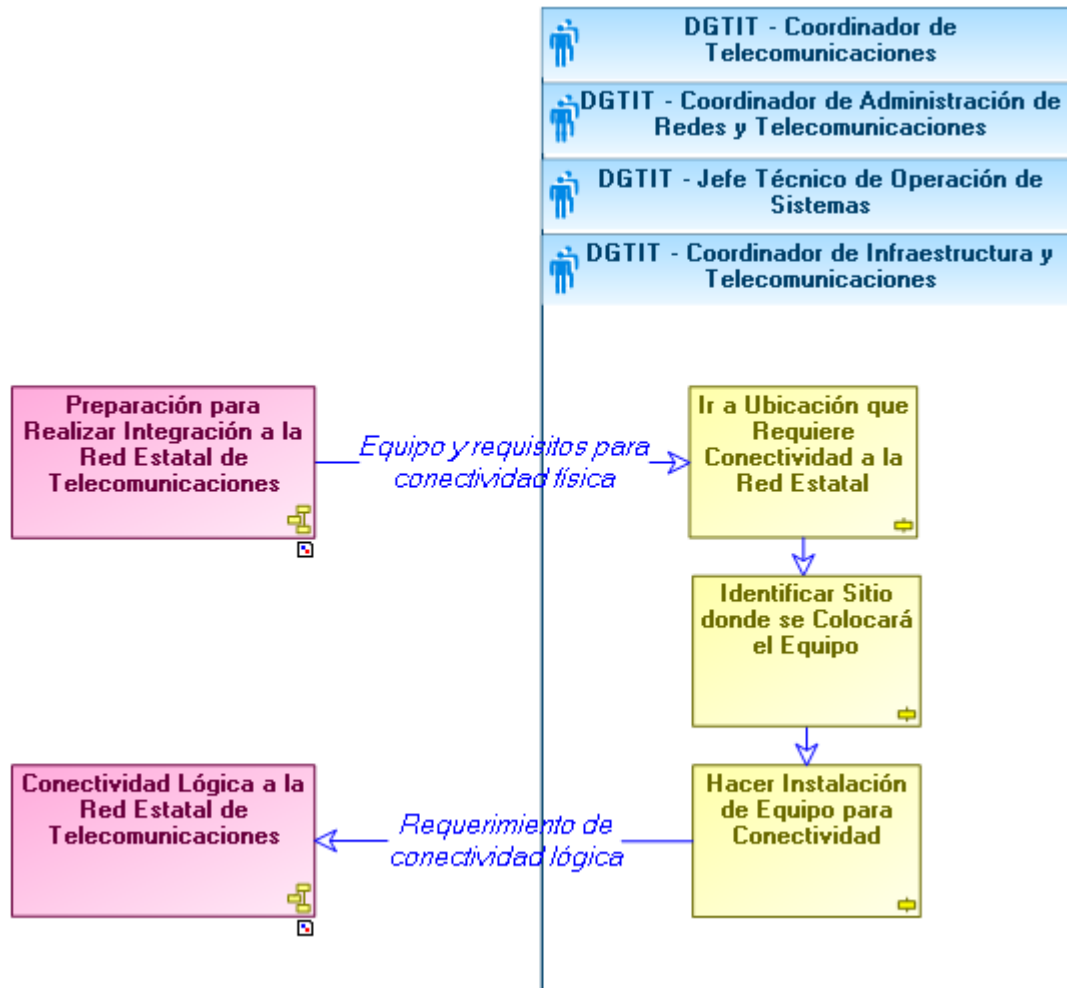 DGTIT - Coordinador de
Telecomunicaciones
DGTIT - Coordinador de Administración de
Redes y Telecomunicaciones
DGTIT - Jefe Técnico de Operación de
Sistemas
DGTIT - Coordinador de Infraestructura y
Telecomunicaciones
Preparación para
Realizar Integración a la
Red Estatal de
Telecomunicaciones
Equipo y requisitos para
conectividad física
Ir a Ubicación que
Requiere
Conectividad a la
Red Estatal
Identificar Sitio
donde se Colocará
el Equipo
Hacer Instalación
de Equipo para
Conectividad
Requerimiento de
conectividad lógica
Conectividad Lógica a la
Red Estatal de
Telecomunicaciones